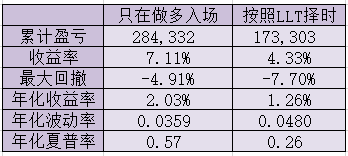 只在做多入场 按照LLT择时
累计盈亏 284,332 173,303
收益率 7.11% 4.33%
最大回撤 -4.91% -7.70%
年化收益率 2.03% 1.26%
年化波动率 0.0359 0.0480
年化夏普率 0.57 0.26